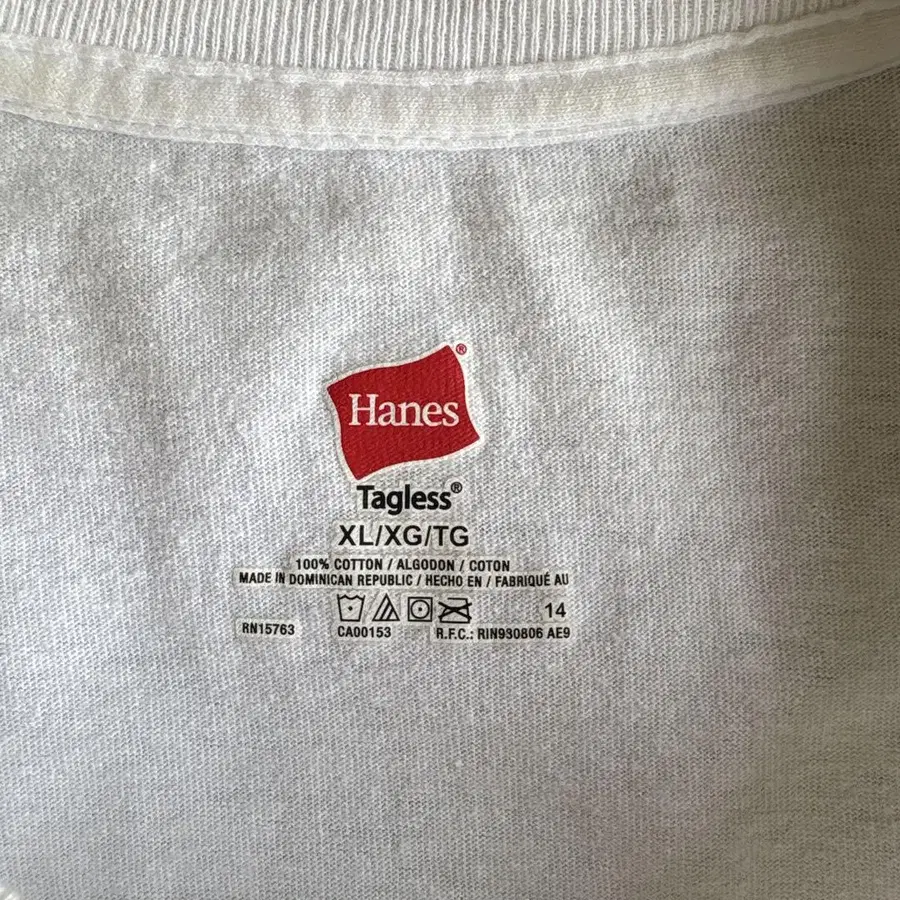 Hanes®
Tagless®
XL/XG/TG
100% COTTON / ALGODON / COTON
MADE IN DOMINICAN REPUBLIC / HECHO EN / FABRIQUÉ AU
14
RN15763 CA00153 R.F.C.: RIN930806 AE9